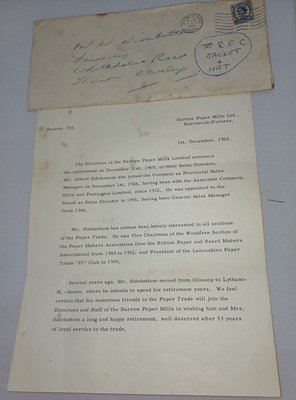 TO R.F.C
JACKET
+
HAT
Barrow Paper Mills Ltd.,
Barrow-in-Furness.
Barrow 755.
1st. December, 1965.
The Directors of the Barrow Paper Mills Limited announce
the retirement on December 31st, 1965, of their Sales Director,
Mr. Albert Sidebottom who joined the Company as Provincial Sales
Manager on December 1st, 1928, having been with the Associate Company,
Olive and Partington Limited, since 1912. He was appointed to the
Board as Sales Director in 1956, having been General Sales Manager
from 1946.
Mr. Sidebottom has always been keenly interested in all sections
of the Paper Trade. He was Vice Chairman of the Woodfree Section of
the Paper Makers Association (now the British Paper and Board Makers
Association) from 1948 to 1952, and President of the Lancashire Paper
Trade Club in 1955.
Several years ago, Mr. Sidebottom moved from Glossop to Lytham-
St.-Annes, where he intends to spend his retirement years. We feel
certain that his numerous friends in the Paper Trade will join the
Directors and Staff of the Barrow Paper Mills in wishing him and Mrs.
Sidebottom a long and happy retirement, well deserved after 53 years
of loyal service to the trade.